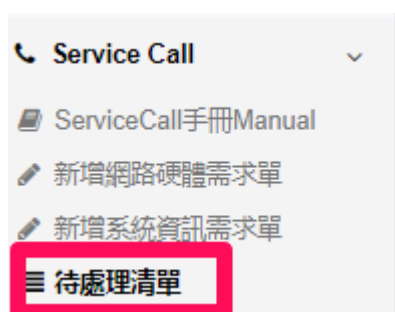 Service Call
ServiceCall手冊Manual
新增網路硬體需求單
新增系統資訊需求單
待處理清單